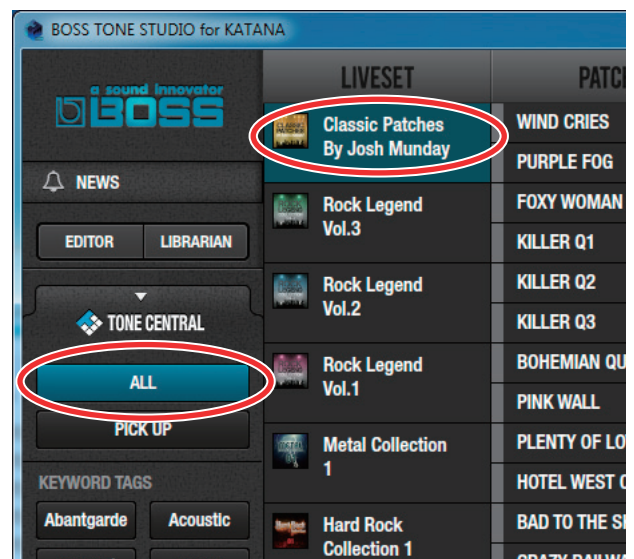 BOSS TONE STUDIO for KATANA
a sound innovator
BOSS
NEWS
EDITOR
LIBRARIAN
TONE CENTRAL
ALL
PICK UP
KEYWORD TAGS
Abantgarde
Acoustic
LIVESET
Classic Patches
By Josh Munday
Rock Legend
Vol.3
Rock Legend
Vol.2
Rock Legend
Vol.1
Metal Collection
1
Hard Rock
Collection 1
PATCH
WIND CRIES
PURPLE FOG
FOXY WOMAN
KILLER Q1
KILLER Q2
KILLER Q3
BOHEMIAN QU
PINK WALL
PLENTY OF LO
HOTEL WEST C
BAD TO THE S